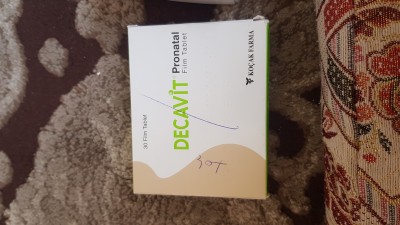 DECAVİT
Pronatal
Film Tablet
30 Film Tablet
KOÇAK FARMA